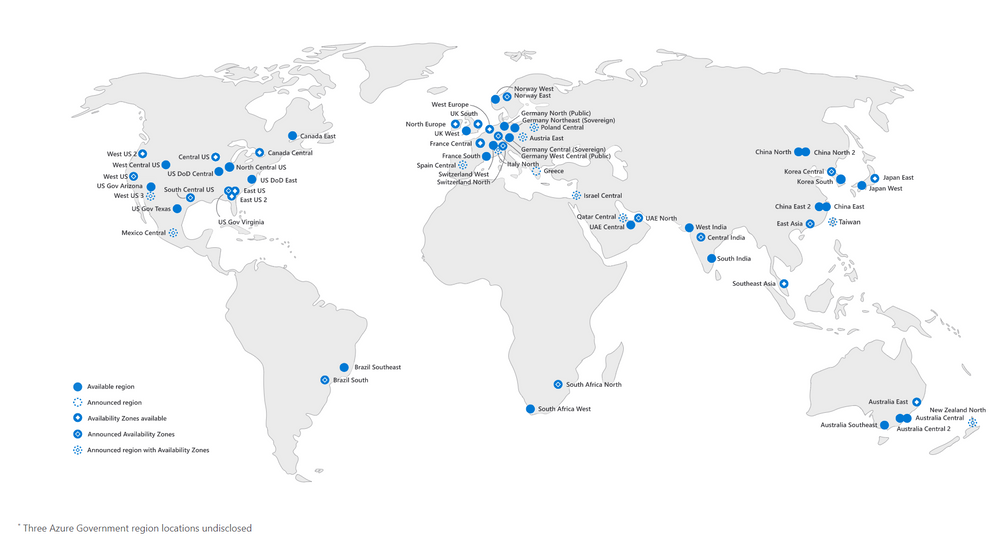 Norway West
Norway East
West Europe
UK South
North Europe
UK West
France Central
France South
Spain Central
Switzerland West
Switzerland North
Germany North (Public)
Germany Northeast (Sovereign)
Poland Central
Austria East
Germany Central (Sovereign)
Germany West Central (Public)
Italy North
Greece
Israel Central
Qatar Central
UAE North
UAE Central
Canada East
Canada Central
West US 2
Central US
West Central US
North Central US
US DoD Central
West US
US DoD East
US Gov Arizona
South Central US
East US
West US 3
East US 2
US Gov Texas
US Gov Virginia
Mexico Central
China North
China North 2
Korea Central
Korea South
Japan East
Japan West
China East 2
China East
East Asia
Taiwan
West India
Central India
South India
Southeast Asia
Brazil Southeast
Brazil South
South Africa North
South Africa West
Australia East
New Zealand North
Australia Central
Australia Southeast
Australia Central 2
Available region
Announced region
Availability Zones available
Announced Availability Zones
Announced region with Availability Zones
* Three Azure Government region locations undisclosed